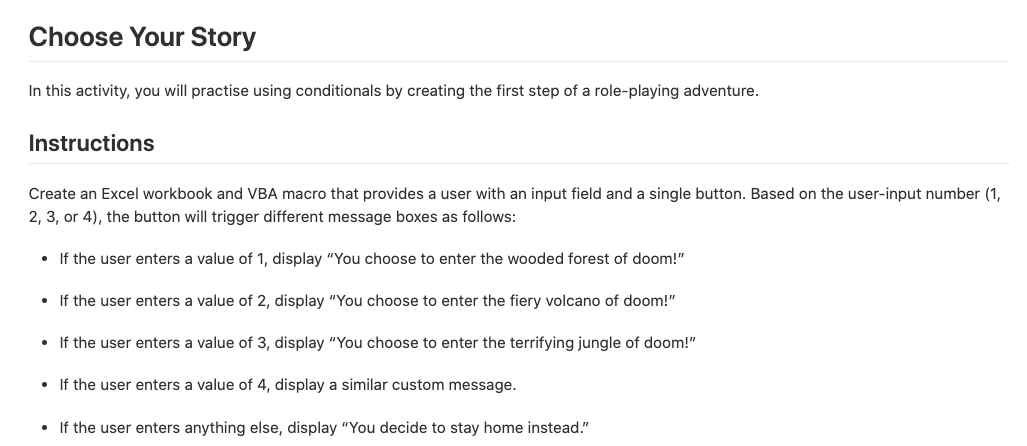 Choose Your Story
In this activity, you will practise using conditionals by creating the first step of a role-playing adventure.
Instructions
Create an Excel workbook and VBA macro that provides a user with an input field and a single button. Based on the user-input number (1,
2, 3, or 4), the button will trigger different message boxes as follows:
• If the user enters a value of 1, display “You choose to enter the wooded forest of doom!”
• If the user enters a value of 2, display “You choose to enter the fiery volcano of doom!”
• If the user enters a value of 3, display “You choose to enter the terrifying jungle of doom!”
• If the user enters a value of 4, display a similar custom message.
• If the user enters anything else, display “You decide to stay home instead.”